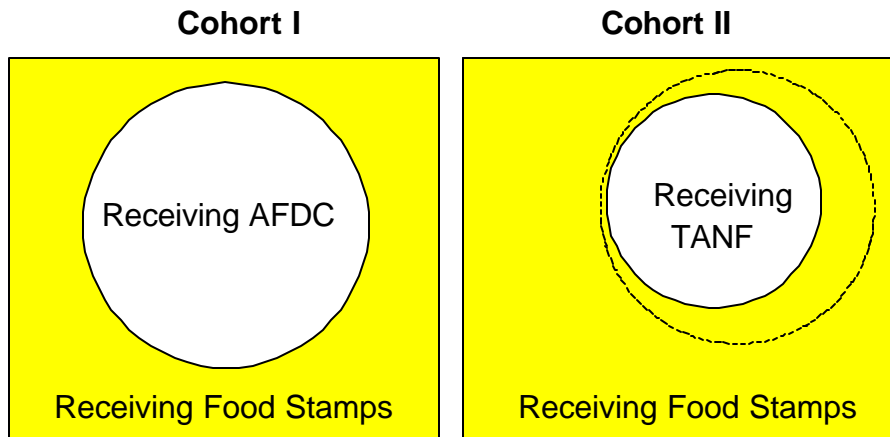 Cohort I
Cohort II
Receiving AFDC
Receiving
TANF
Receiving Food Stamps
Receiving Food Stamps